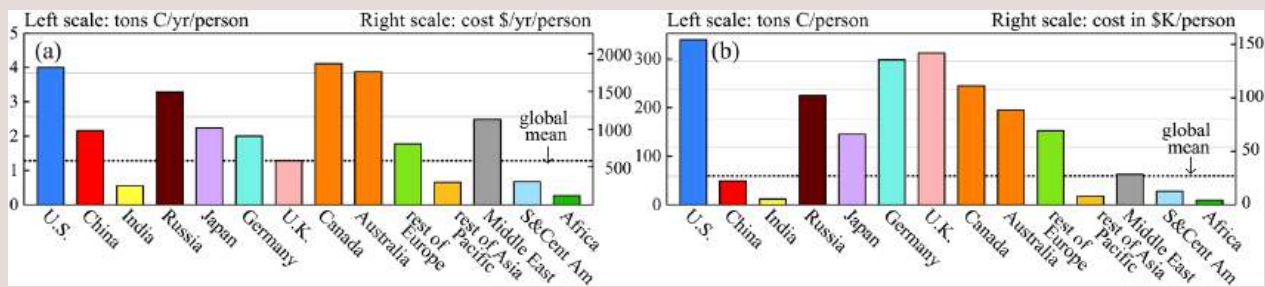 Left scale: tons C/yr/person
Right scale: cost $/yr/person
(a)
5
4
3
2
1
0
2000
1500
1000
500
global
mean
U.S.
China
India
Russia
Japan
Germany
U.K.
Canada
Australia
rest of
Europe
rest of Asia
Pacific
Middle East
S&Cent Am
Africa
Left scale: tons C/person
Right scale: cost in $K/person
(b)
300
200
100
0
150
100
50
0
global
mean
U.S.
China
India
Russia
Japan
Germany
U.K.
Canada
Australia
rest of
Europe
rest of Asia
Pacific
Middle East
S&Cent Am
Africa